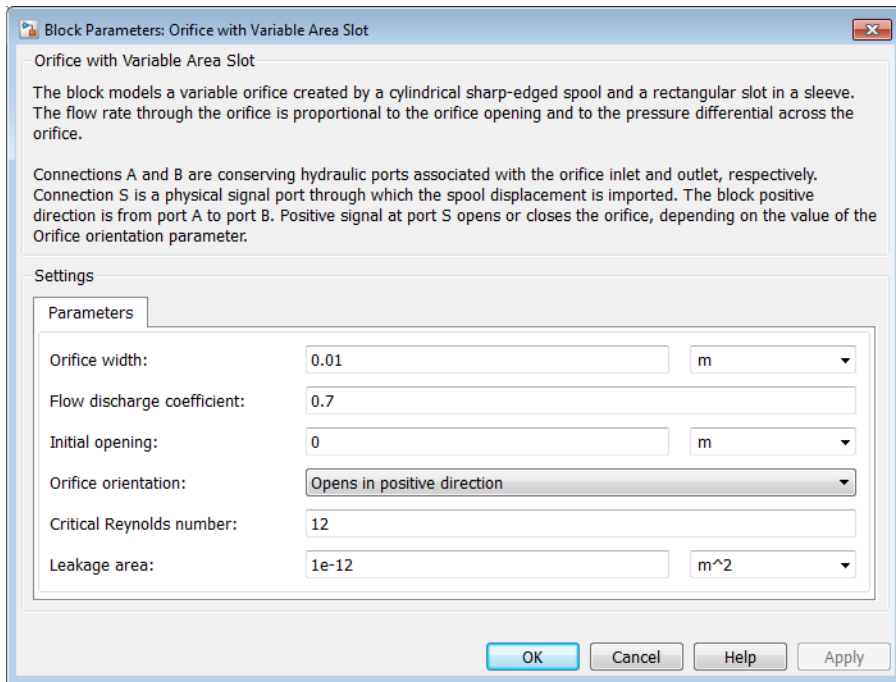 Block Parameters: Orifice with Variable Area Slot
Orifice with Variable Area Slot
The block models a variable orifice created by a cylindrical sharp-edged spool and a rectangular slot in a sleeve.
The flow rate through the orifice is proportional to the orifice opening and to the pressure differential across the
orifice.
Connections A and B are conserving hydraulic ports associated with the orifice inlet and outlet, respectively.
Connection S is a physical signal port through which the spool displacement is imported. The block positive
direction is from port A to port B. Positive signal at port S opens or closes the orifice, depending on the value of the
Orifice orientation parameter.
Settings
Parameters
Orifice width: 0.01 m
Flow discharge coefficient: 0.7
Initial opening: 0 m
Orifice orientation: Opens in positive direction
Critical Reynolds number: 12
Leakage area: 1e-12 m^2
OK Cancel Help Apply